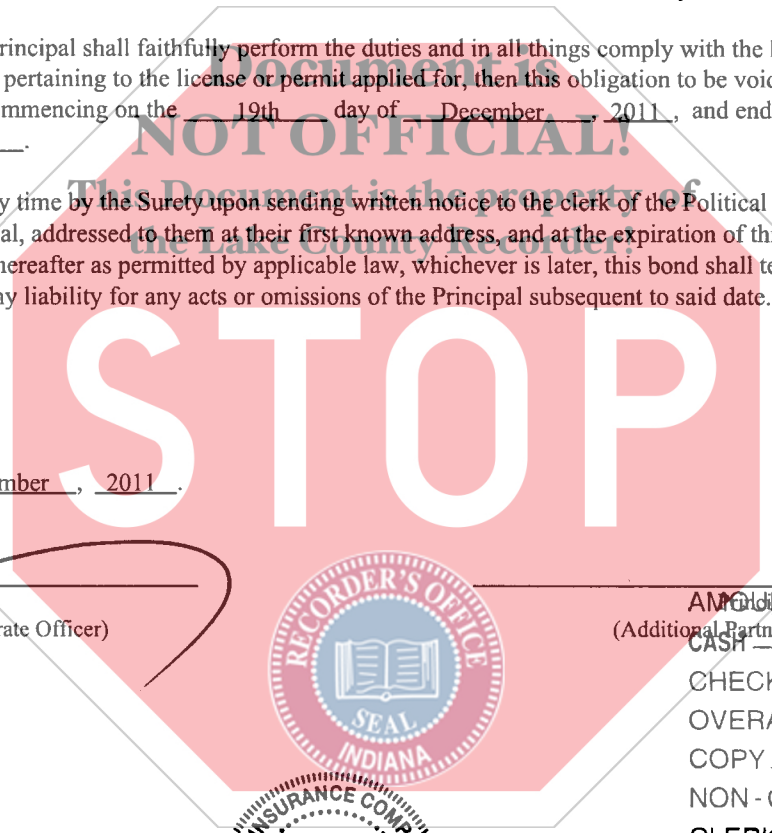 rincipal shall faithfully perform the duties and in all things comply with the
pertaining to the license or permit applied for, then this obligation to be void
mmencing on the 19th day of December, 2011, and end
y time by the Surety upon sending written notice to the clerk of the Political
al, addressed to them at their first known address, and at the expiration of thi
hereafter as permitted by applicable law, whichever is later, this bond shall te
ny liability for any acts or omissions of the Principal subsequent to said date.
Document is
NOT OFFICIAL!
This Document is the property of
the Lake County Recorder!
STOP
mber, 2011.
rate Officer)
(Additional Partn
RECORDER'S OFFICE
SEAL
INDIANA
CASH
CHECK
OVERA
COPY
NON - C
CLERK
INSURANCE COMP